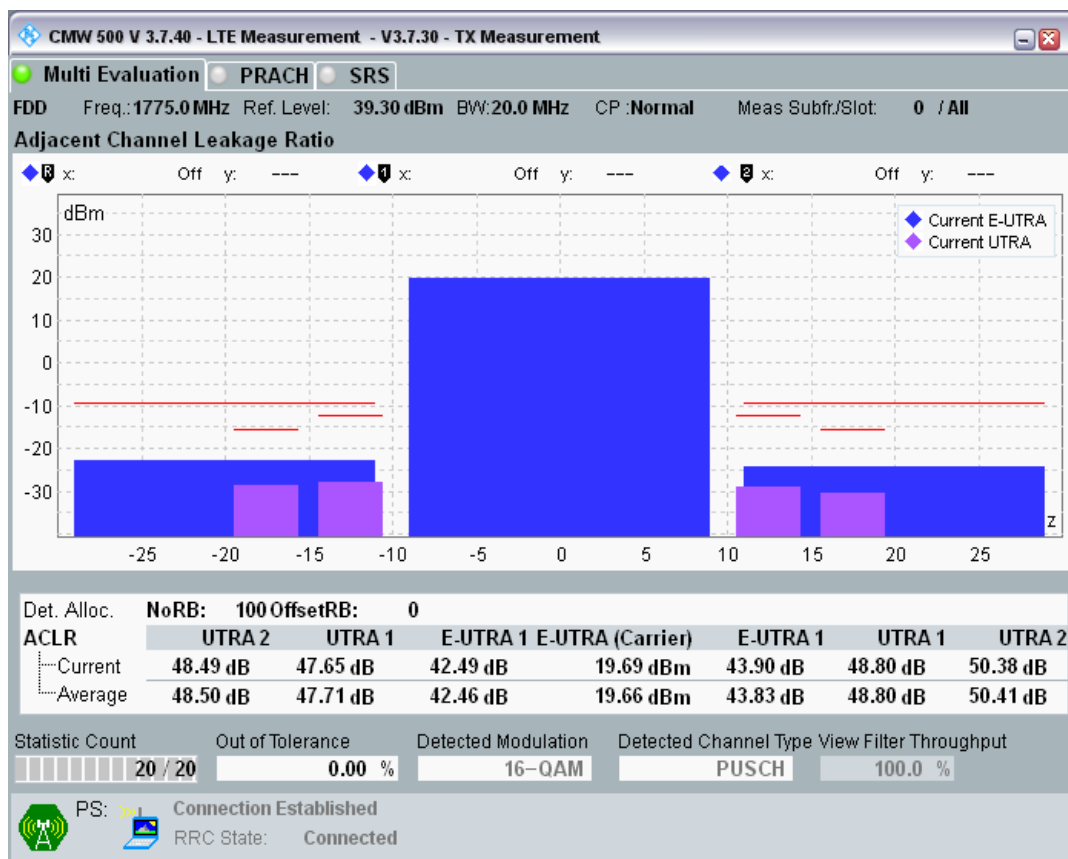 CMW 500 V 3.7.40 - LTE Measurement - V3.7.30 - TX Measurement
Multi Evaluation PRACH SRS
FDD Freq.:1775.0 MHz Ref. Level: 39.30 dBm BW:20.0 MHz CP :Normal Meas Subfr./Slot: 0 / All
Adjacent Channel Leakage Ratio
R x: Off y: --- 1 x: Off y: --- 2 x: Off y: ---
dBm
Current E-UTRA
Current UTRA
30
20
10
0
-10
-20
-30
z
-25 -20 -15 -10 -5 0 5 10 15 20 25
Det. Alloc. NoRB: 100 OffsetRB: 0
ACLR UTRA 2 UTRA 1 E-UTRA 1 E-UTRA (Carrier) E-UTRA 1 UTRA 1 UTRA 2
Current 48.49 dB 47.65 dB 42.49 dB 19.69 dBm 43.90 dB 48.80 dB 50.38 dB
Average 48.50 dB 47.71 dB 42.46 dB 19.66 dBm 43.83 dB 48.80 dB 50.41 dB
Statistic Count Out of Tolerance Detected Modulation Detected Channel Type View Filter Throughput
20 / 20 0.00 % 16-QAM PUSCH 100.0 %
PS: Connection Established
RRC State: Connected